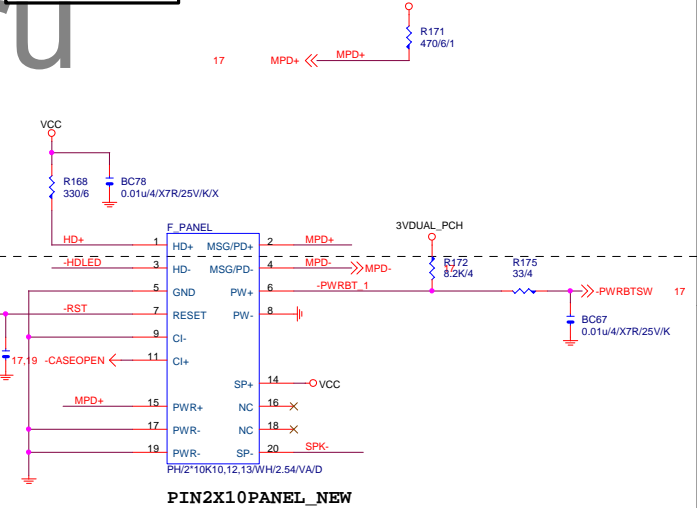 ru
R171
470/6/1
17 MPD+ MPD+
VCC
R168
330/6
BC78
0.01u/4/X7R/25V/K/X
F_PANEL
3VDUAL_PCH
HD+ 1 HD+ MSG/PD+ 2 MPD+
-HDLED 3 HD- MSG/PD- 4 MPD- MPD-
R172
8.2K/4
R175
33/4
5 GND PW+ 6 -PWRBT_1 -PWRBTSW 17
-RST 7 RESET PW- 8
BC67
0.01u/4/X7R/25V/K
9 CI-
17,19 -CASEOPEN 11 CI+
SP+ 14 VCC
MPD+ 15 PWR+ NC 16
17 PWR- NC 18
19 PWR- SP- 20 SPK-
PH/2*10K10,12,13/WH/2.54/VA/D
PIN2X10PANEL_NEW